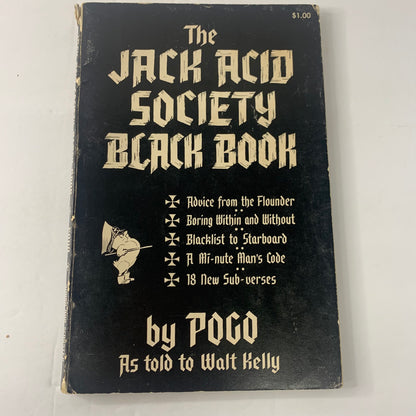 $1.00
The
JACK ACID
SOCIETY
BLACK BOOK
Advice from the Flounder
Boring Within and Without
Blacklist to Starboard
A Mi-nute Man's Code
18 New Sub-verses
by POGO
As told to Walt Kelly